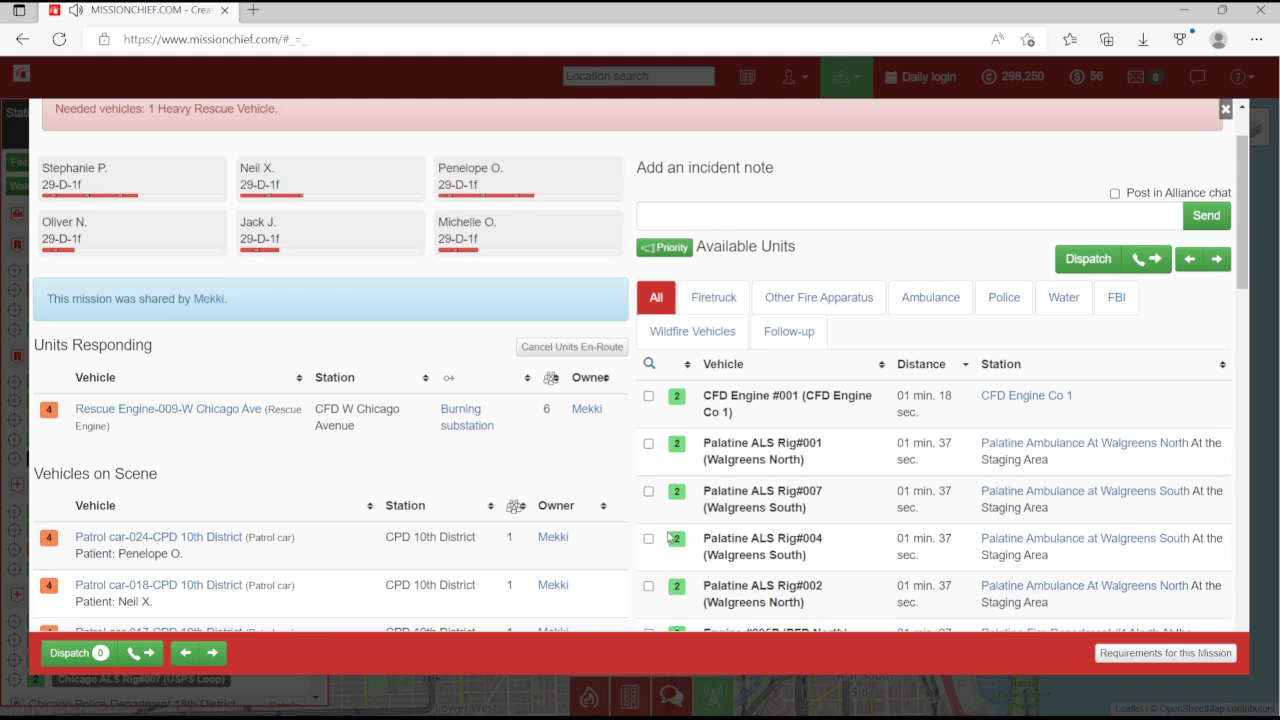 MISSIONCHIEF.COM - Crea
https://www.missionchief.com/#_=_
Location search
Daily login
298,250
56
0
Stati
Needed vehicles: 1 Heavy Rescue Vehicle.
Fire
Wat
Stephanie P.
29-D-1f
Neil X.
29-D-1f
Penelope O.
29-D-1f
Oliver N.
29-D-1f
Jack J.
29-D-1f
Michelle O.
29-D-1f
This mission was shared by Mekki.
Units Responding
Cancel Units En-Route
Vehicle Station Owner
4 Rescue Engine-009-W Chicago Ave (Rescue Engine) CFD W Chicago Avenue Burning substation 6 Mekki
Vehicles on Scene
Vehicle Station Owner
4 Patrol car-024-CPD 10th District (Patrol car) CPD 10th District 1 Mekki
Patient: Penelope O.
4 Patrol car-018-CPD 10th District (Patrol car) CPD 10th District 1 Mekki
Patient: Neil X.
Add an incident note
Post in Alliance chat
Send
Priority Available Units
Dispatch
All Firetruck Other Fire Apparatus Ambulance Police Water FBI
Wildfire Vehicles Follow-up
Vehicle Distance Station
2 CFD Engine #001 (CFD Engine Co 1) 01 min. 18 sec. CFD Engine Co 1
2 Palatine ALS Rig#001 (Walgreens North) 01 min. 37 sec. Palatine Ambulance At Walgreens North At the Staging Area
2 Palatine ALS Rig#007 (Walgreens South) 01 min. 37 sec. Palatine Ambulance at Walgreens South At the Staging Area
2 Palatine ALS Rig#004 (Walgreens South) 01 min. 37 sec. Palatine Ambulance at Walgreens South At the Staging Area
2 Palatine ALS Rig#002 (Walgreens North) 01 min. 37 sec. Palatine Ambulance At Walgreens North At the Staging Area
Dispatch 0
Requirements for this Mission
2 Chicago ALS Rig#007 (USPS Loop)
Chicago Police Department 18th District
Details
Lower West
Side
Leaflet | © OpenStreetMap contributors